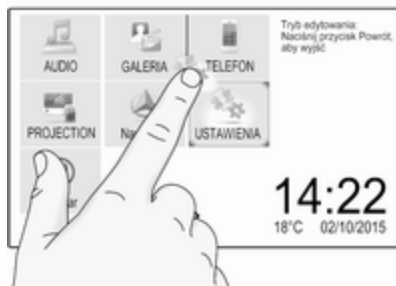 Tryb edytowania:
Naciśnij przycisk Powrót,
aby wyjść
AUDIO
GALERIA
TELEFON
PROJECTION
USTAWIENIA
14:22
18°C 02/10/2015